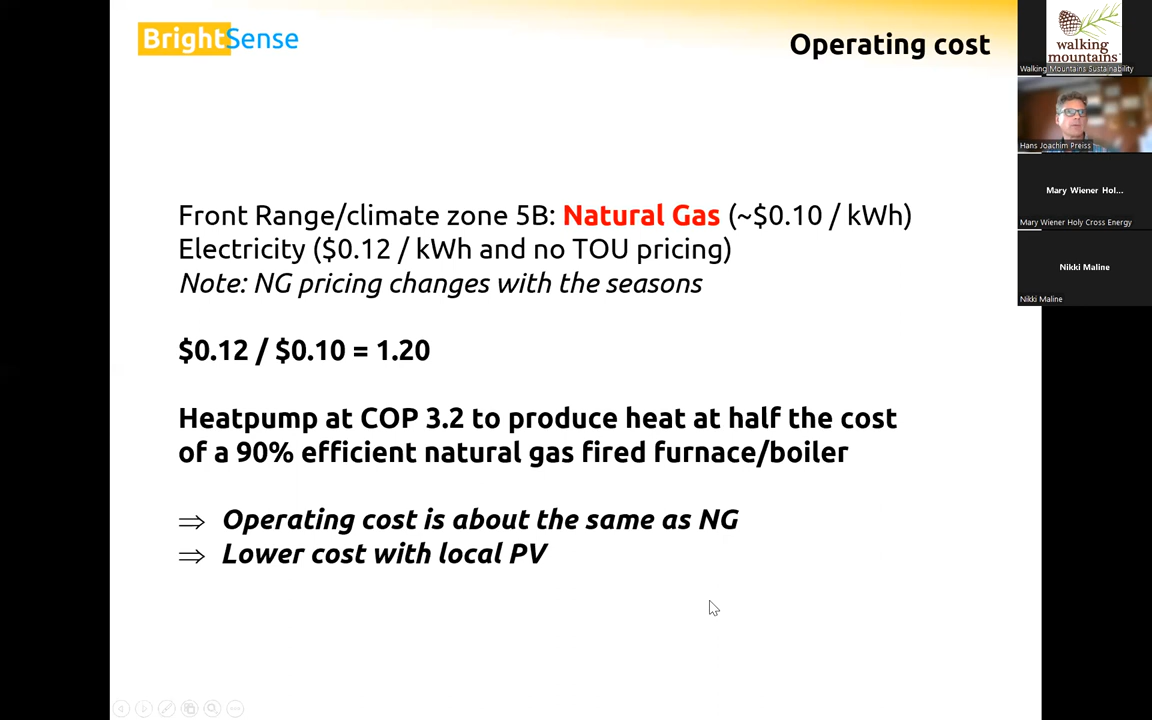 BrightSense
Operating cost
Front Range/climate zone 5B: Natural Gas (~$0.10 / kWh)
Electricity ($0.12 / kWh and no TOU pricing)
Note: NG pricing changes with the seasons
$0.12 / $0.10 = 1.20
Heatpump at COP 3.2 to produce heat at half the cost
of a 90% efficient natural gas fired furnace/boiler
⇒ Operating cost is about the same as NG
⇒ Lower cost with local PV
walking
mountains
Walking Mountains Sustainability
Hans Joachim Preiss
Mary Wiener Hol...
Mary Wiener Holy Cross Energy
Nikki Maline
Nikki Maline